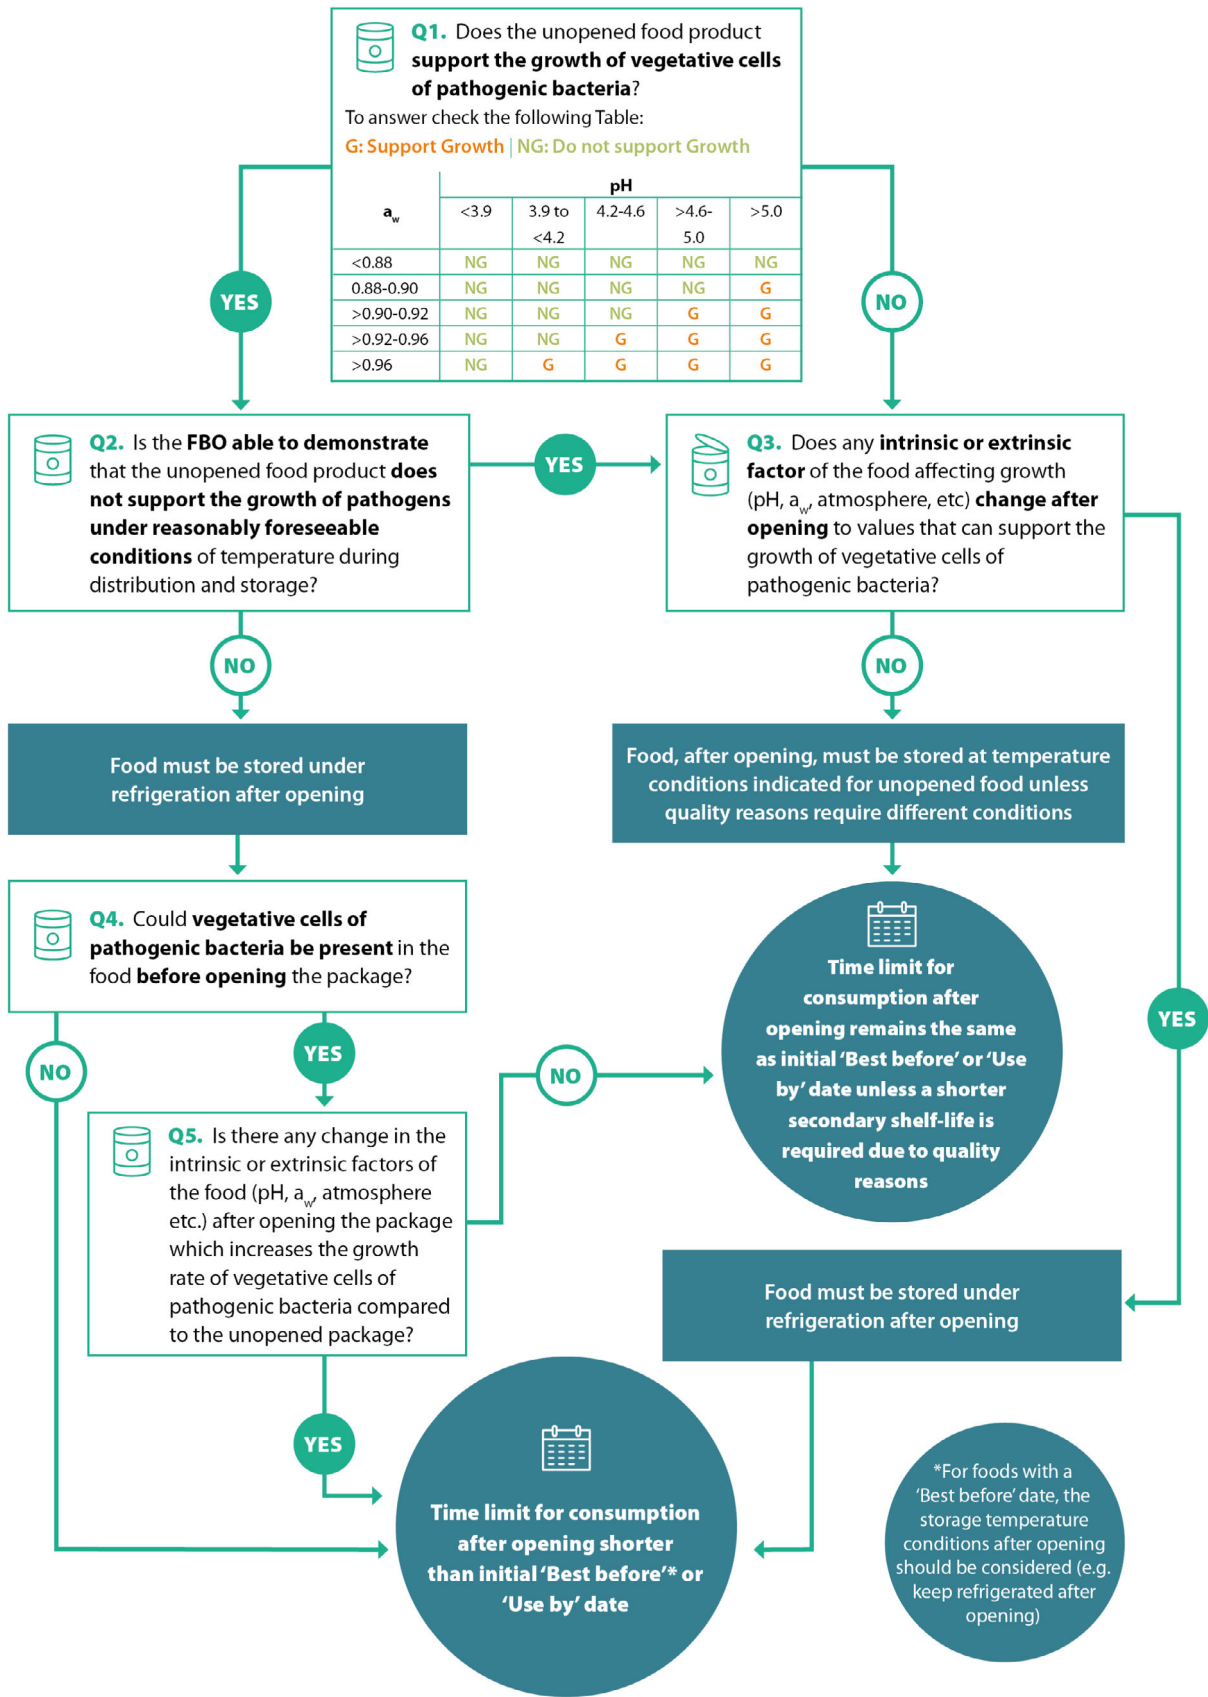 Q1. Does the unopened food product
support the growth of vegetative cells
of pathogenic bacteria?
To answer check the following Table:
G: Support Growth | NG: Do not support Growth
pH
aw <3.9 3.9 to <4.2 4.2-4.6 >4.6-5.0 >5.0
<0.88 NG NG NG NG NG
0.88-0.90 NG NG NG NG G
>0.90-0.92 NG NG NG G G
>0.92-0.96 NG NG G G G
>0.96 NG G G G G
YES
NO
Q2. Is the FBO able to demonstrate
that the unopened food product does
not support the growth of pathogens
under reasonably foreseeable
conditions of temperature during
distribution and storage?
YES
Q3. Does any intrinsic or extrinsic
factor of the food affecting growth
(pH, aw, atmosphere, etc) change after
opening to values that can support the
growth of vegetative cells of
pathogenic bacteria?
NO
NO
Food must be stored under
refrigeration after opening
Food, after opening, must be stored at temperature
conditions indicated for unopened food unless
quality reasons require different conditions
Q4. Could vegetative cells of
pathogenic bacteria be present in the
food before opening the package?
Time limit for
consumption after
opening remains the same
as initial ‘Best before’ or ‘Use
by’ date unless a shorter
secondary shelf-life is
required due to quality
reasons
YES
NO
YES
NO
Q5. Is there any change in the
intrinsic or extrinsic factors of
the food (pH, aw, atmosphere
etc.) after opening the package
which increases the growth
rate of vegetative cells of
pathogenic bacteria compared
to the unopened package?
Food must be stored under
refrigeration after opening
YES
Time limit for consumption
after opening shorter
than initial ‘Best before’* or
‘Use by’ date
*For foods with a
‘Best before’ date, the
storage temperature
conditions after opening
should be considered (e.g.
keep refrigerated after
opening)